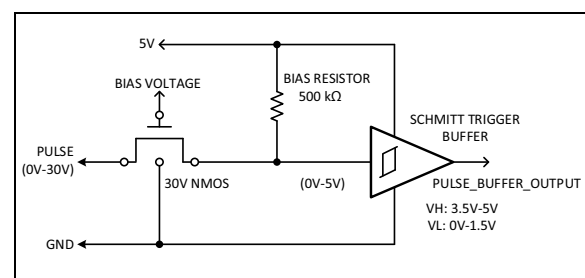 5V
BIAS VOLTAGE
BIAS RESISTOR
500 kΩ
SCHMITT TRIGGER
BUFFER
PULSE
(0V-30V)
30V NMOS
(0V-5V)
PULSE_BUFFER_OUTPUT
VH: 3.5V-5V
VL: 0V-1.5V
GND